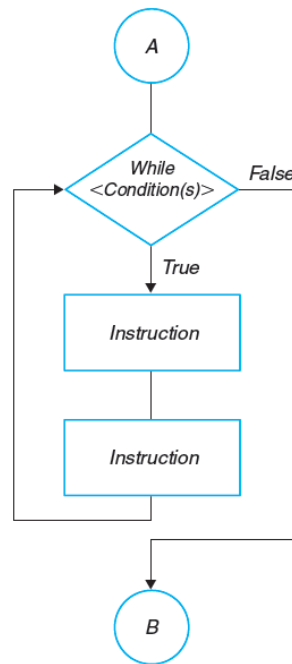 A
While
<Condition(s)>
False
True
Instruction
Instruction
B